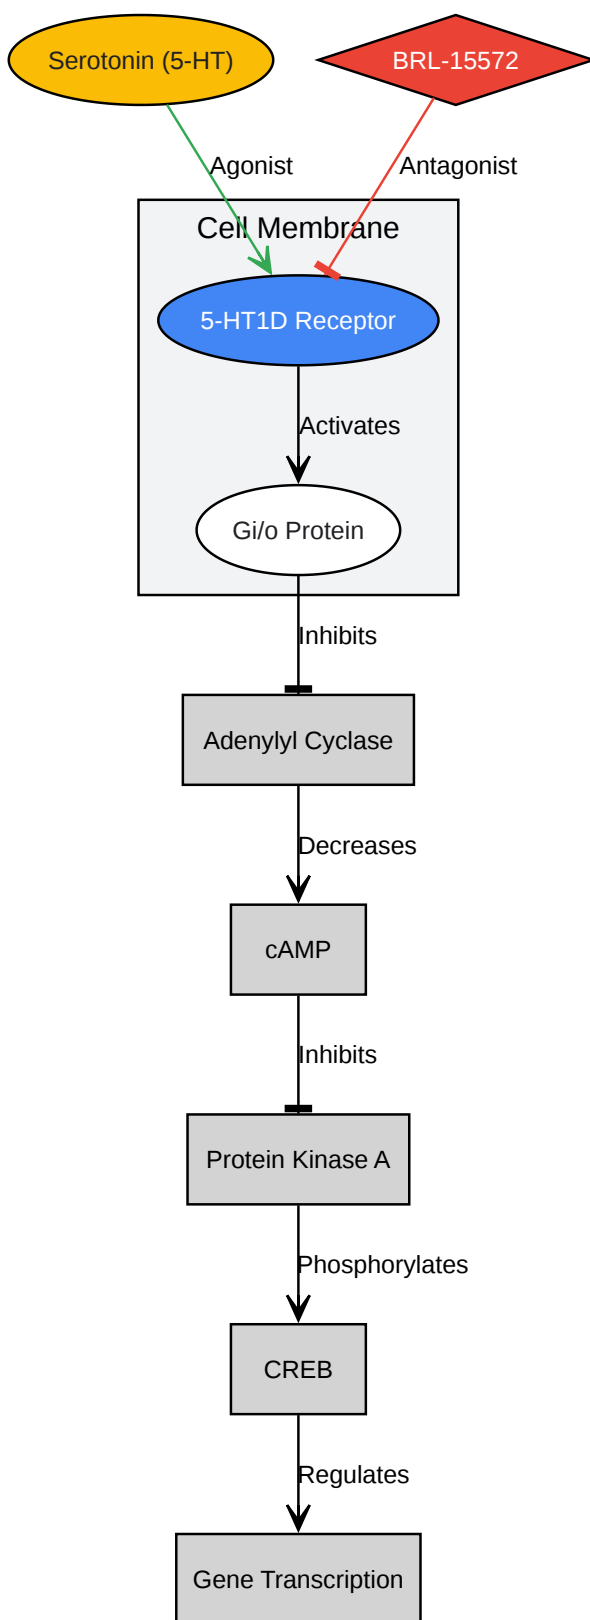 Serotonin (5-HT)
BRL-15572
Agonist
Antagonist
Cell Membrane
5-HT1D Receptor
Activates
Gi/o Protein
Inhibits
Adenylyl Cyclase
Decreases
cAMP
Inhibits
Protein Kinase A
Phosphorylates
CREB
Regulates
Gene Transcription